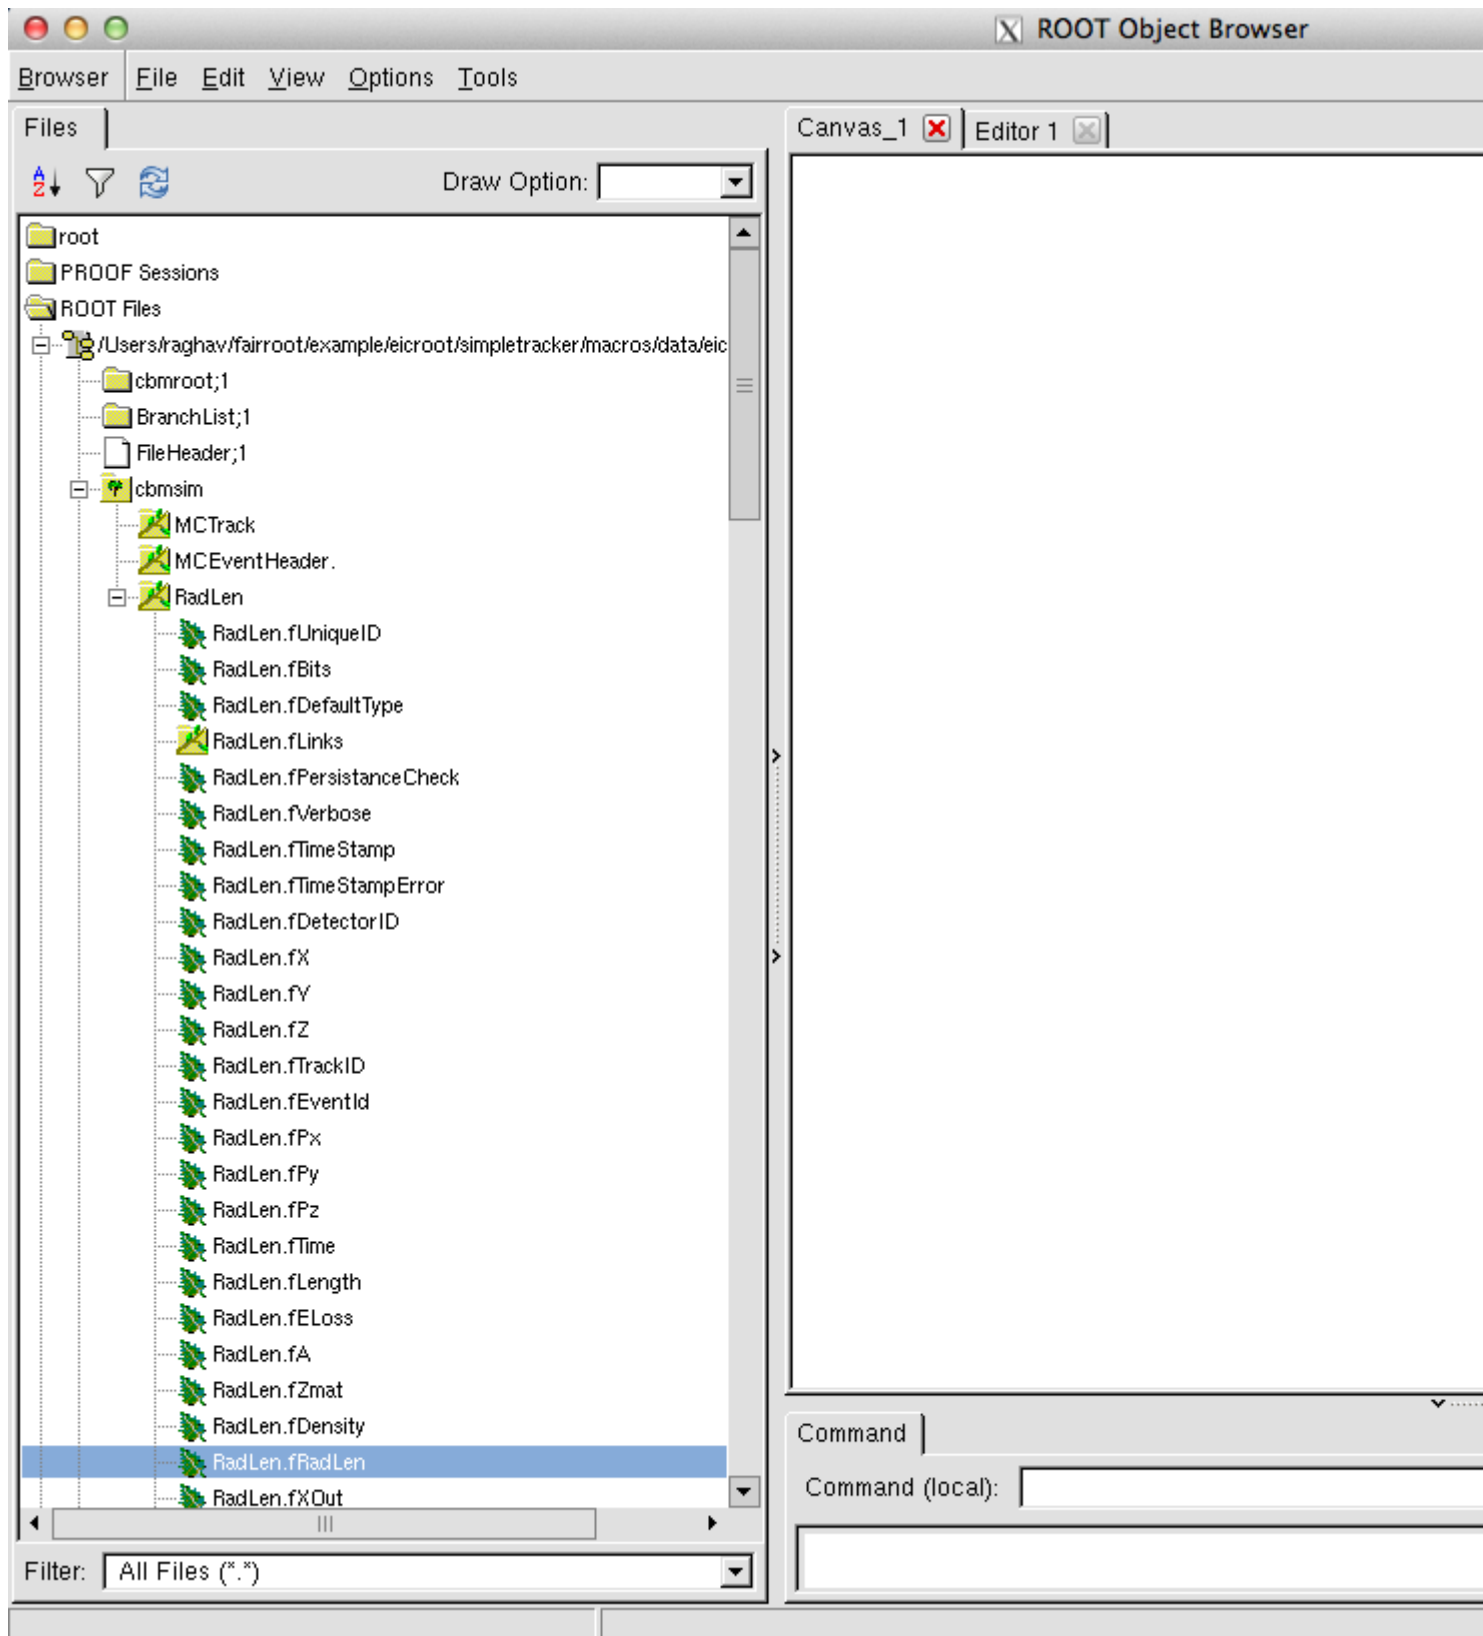 ROOT Object Browser
Browser File Edit View Options Tools
Files
Canvas_1 Editor 1
Draw Option:
root
PROOF Sessions
ROOT Files
/Users/raghav/fairroot/example/eicroot/simpletracker/macros/data/eic
cbmroot;1
BranchList;1
FileHeader;1
cbmsim
MCTrack
MCEventHeader.
RadLen
RadLen.fUniqueID
RadLen.fBits
RadLen.fDefaultType
RadLen.fLinks
RadLen.fPersistanceCheck
RadLen.fVerbose
RadLen.fTimeStamp
RadLen.fTimeStampError
RadLen.fDetectorID
RadLen.fX
RadLen.fY
RadLen.fZ
RadLen.fTrackID
RadLen.fEventId
RadLen.fPx
RadLen.fPy
RadLen.fPz
RadLen.fTime
RadLen.fLength
RadLen.fELoss
RadLen.fA
RadLen.fZmat
RadLen.fDensity
RadLen.fRadLen
RadLen.fXOut
Command
Command (local):
Filter: All Files (*.*)